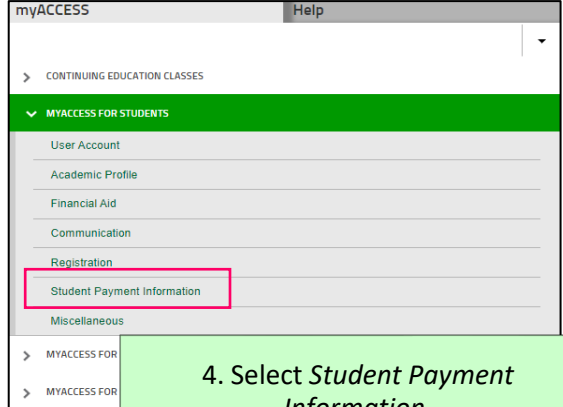 myACCESS
Help
CONTINUING EDUCATION CLASSES
MYACCESS FOR STUDENTS
User Account
Academic Profile
Financial Aid
Communication
Registration
Student Payment Information
Miscellaneous
MYACCESS FOR
MYACCESS FOR
4. Select Student Payment
Information